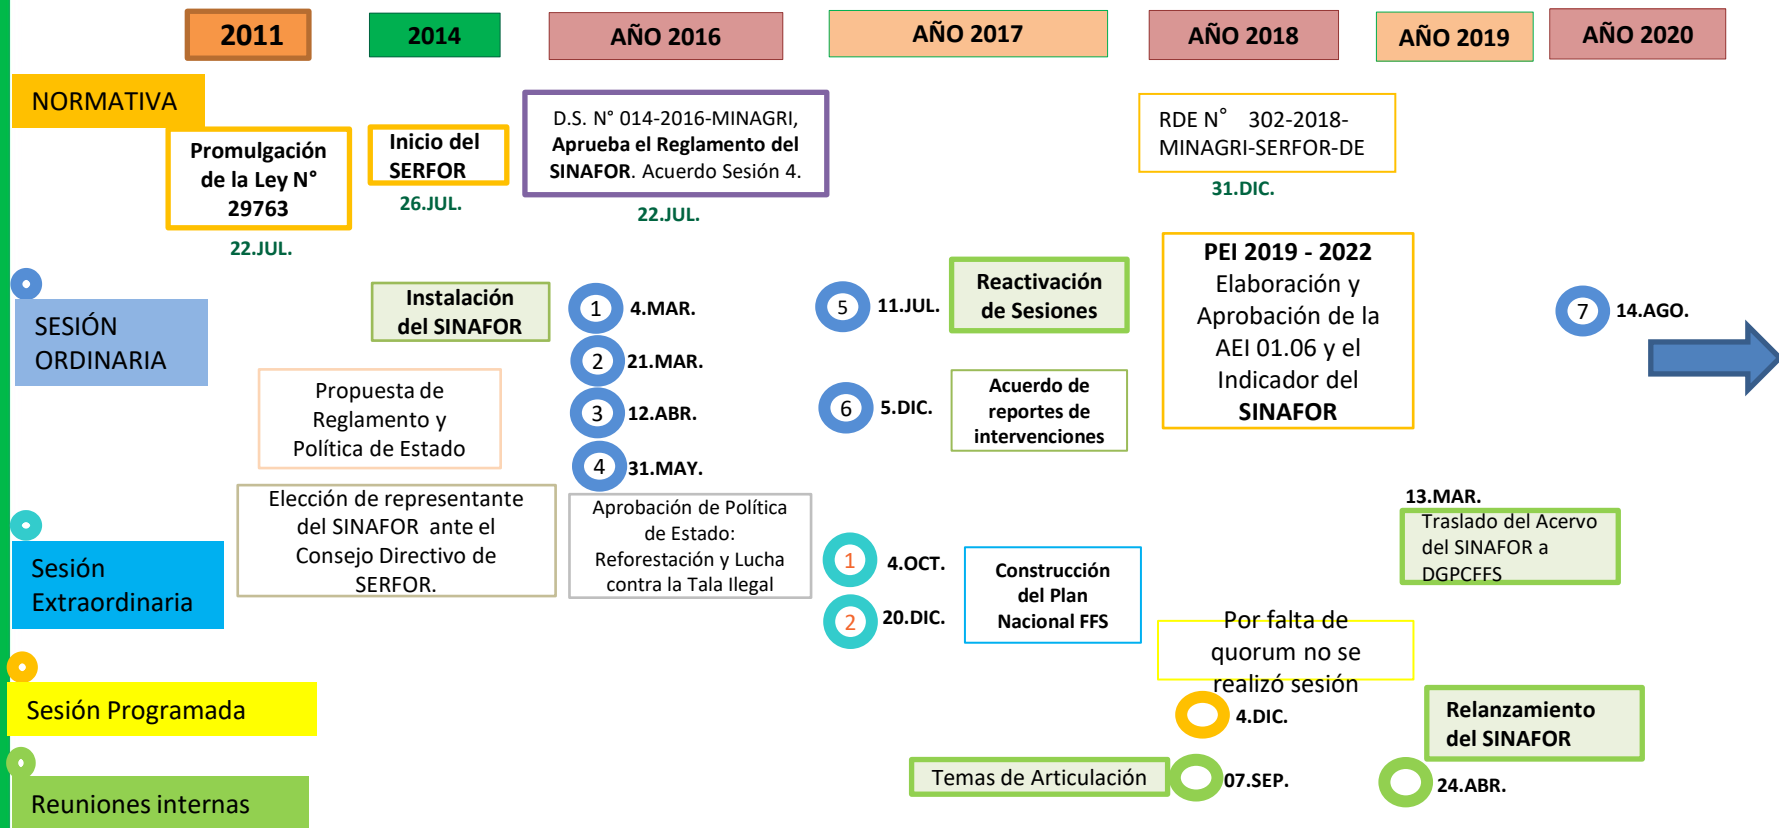 2011
2014
AÑO 2016
AÑO 2017
AÑO 2018
AÑO 2019
AÑO 2020
NORMATIVA
Promulgación
de la Ley N°
29763
22.JUL.
Inicio del
SERFOR
26.JUL.
D.S. N° 014-2016-MINAGRI,
Aprueba el Reglamento del
SINAFOR. Acuerdo Sesión 4.
22.JUL.
RDE N° 302-2018-
MINAGRI-SERFOR-DE
31.DIC.
SESIÓN
ORDINARIA
Instalación
del SINAFOR
1 4.MAR.
2 21.MAR.
3 12.ABR.
4 31.MAY.
Propuesta de
Reglamento y
Política de Estado
5 11.JUL.
Reactivación
de Sesiones
6 5.DIC.
Acuerdo de
reportes de
intervenciones
PEI 2019 - 2022
Elaboración y
Aprobación de la
AEI 01.06 y el
Indicador del
SINAFOR
7 14.AGO.
Sesión
Extraordinaria
Elección de representante
del SINAFOR ante el
Consejo Directivo de
SERFOR.
Aprobación de Política
de Estado:
Reforestación y Lucha
contra la Tala Ilegal
1 4.OCT.
2 20.DIC.
Construcción
del Plan
Nacional FFS
13.MAR.
Traslado del Acervo
del SINAFOR a
DGPCFFS
Sesión Programada
Por falta de
quorum no se
realizó sesión
4.DIC.
Relanzamiento
del SINAFOR
Reuniones internas
Temas de Articulación
07.SEP.
24.ABR.